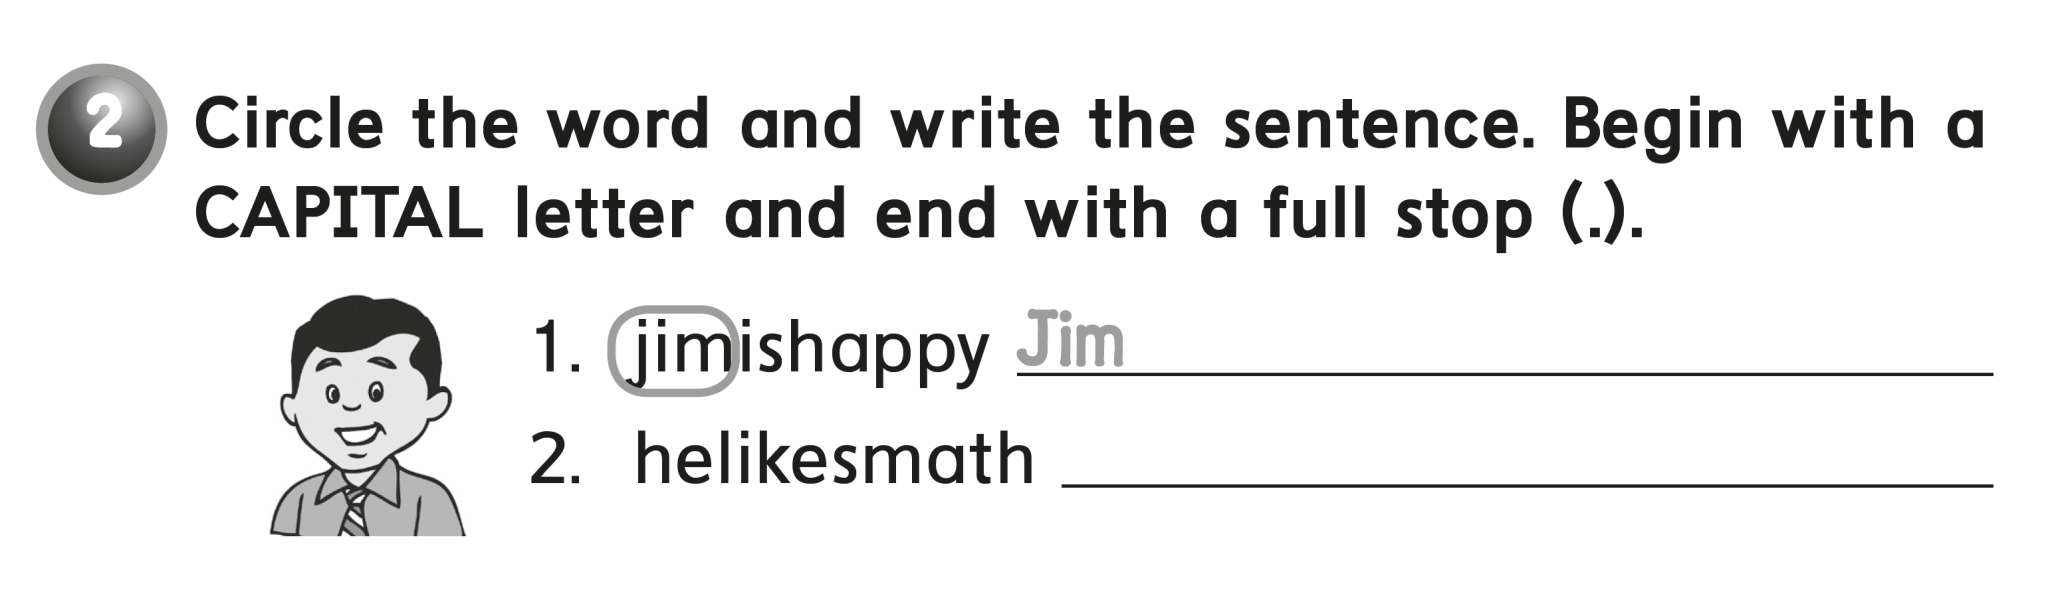 2 Circle the word and write the sentence. Begin with a
CAPITAL letter and end with a full stop (.).
1. jimishappy Jim
2. helikesmath